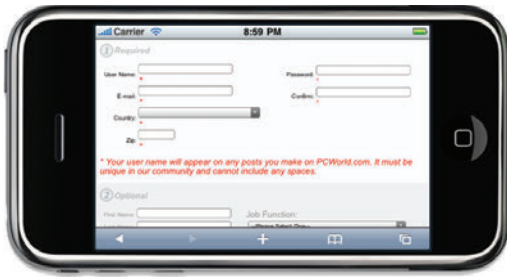 Carrier 8:59 PM
1 Required
User Name: Password:
* *
E-mail: Confirm:
* *
Country:
*
Zip:
*
* Your user name will appear on any posts you make on PCWorld.com. It must be
unique in our community and cannot include any spaces.
2 Optional
First Name: Job Function: